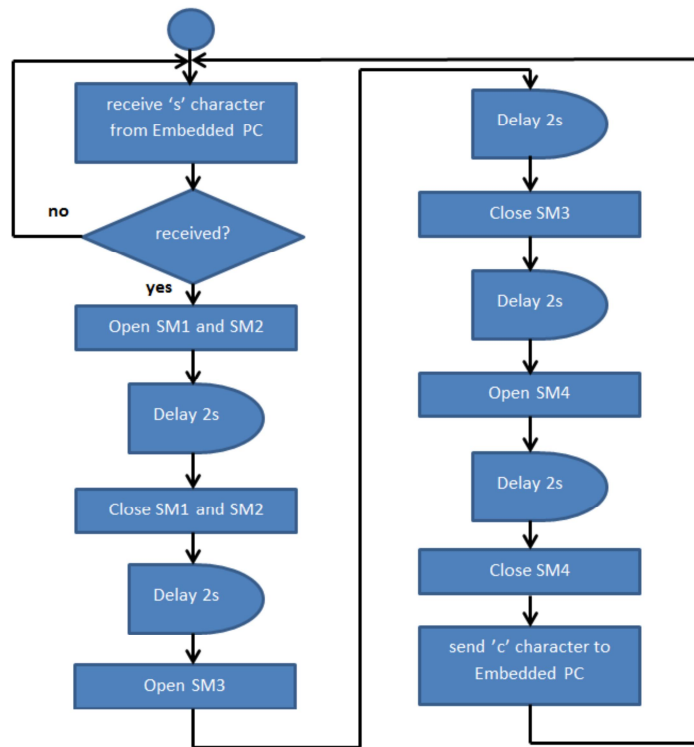 receive ‘s’ character
from Embedded PC
no
received?
yes
Open SM1 and SM2
Delay 2s
Close SM1 and SM2
Delay 2s
Open SM3
Delay 2s
Close SM3
Delay 2s
Open SM4
Delay 2s
Close SM4
send ’c’ character to
Embedded PC